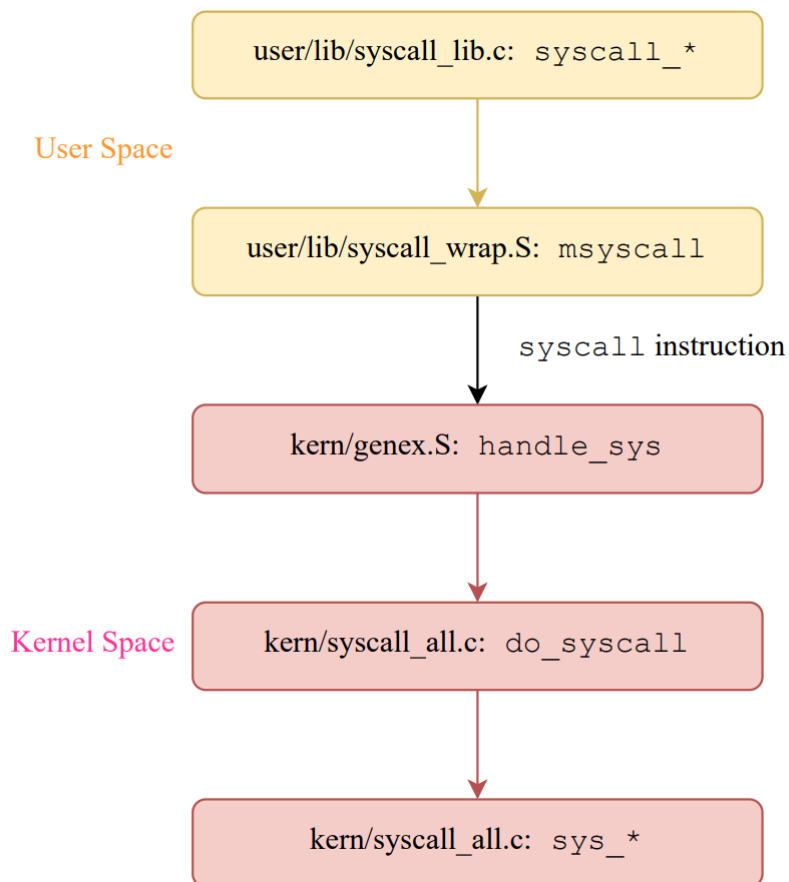 user/lib/syscall_lib.c: syscall_*
User Space
user/lib/syscall_wrap.S: msyscall
syscall instruction
kern/genex.S: handle_sys
Kernel Space
kern/syscall_all.c: do_syscall
kern/syscall_all.c: sys_*